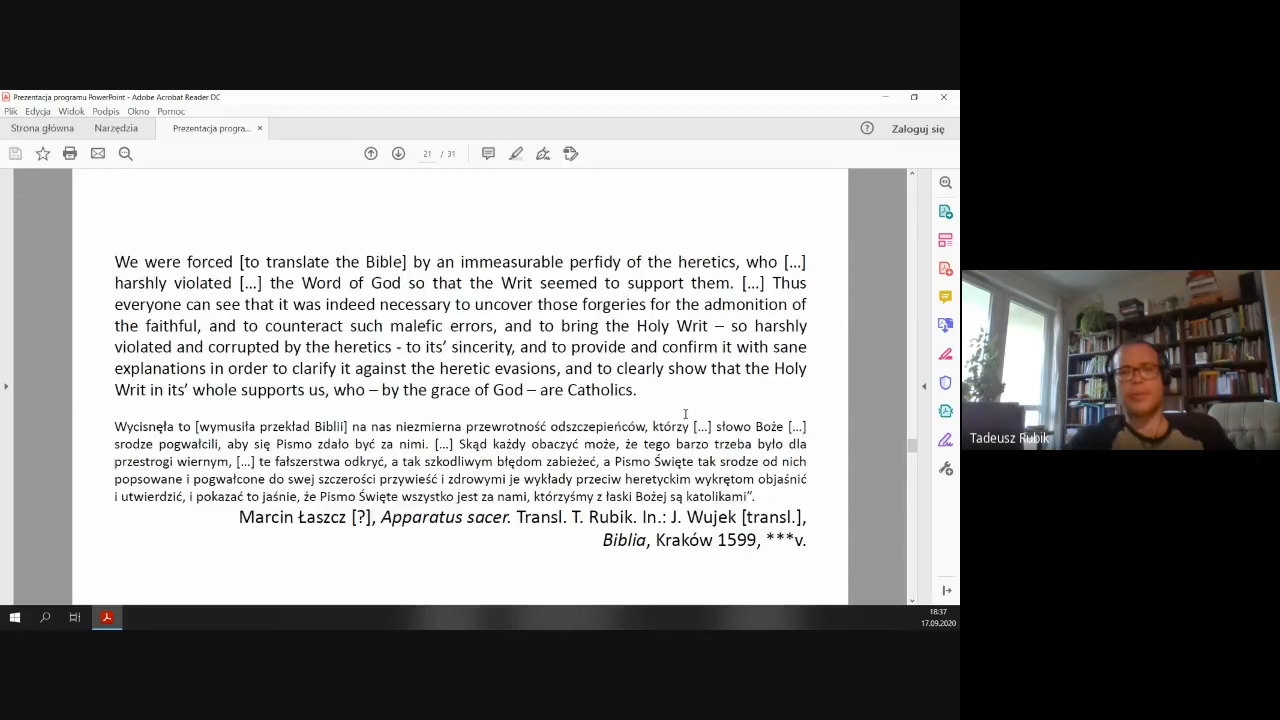 Prezentacja programu PowerPoint - Adobe Acrobat Reader DC
Plik Edycja Widok Podpis Okno Pomoc
Strona główna Narzędzia Prezentacja progra... × Zaloguj się
21 / 31
We were forced [to translate the Bible] by an immeasurable perfidy of the heretics, who [...]
harshly violated [...] the Word of God so that the Writ seemed to support them. [...] Thus
everyone can see that it was indeed necessary to uncover those forgeries for the admonition of
the faithful, and to counteract such malefic errors, and to bring the Holy Writ – so harshly
violated and corrupted by the heretics - to its’ sincerity, and to provide and confirm it with sane
explanations in order to clarify it against the heretic evasions, and to clearly show that the Holy
Writ in its’ whole supports us, who – by the grace of God – are Catholics.
Wycisnęła to [wymusiła przekład Biblii] na nas niezmierna przewrotność odszczepieńców, którzy [...] słowo Boże [...]
srodze pogwałcili, aby się Pismo zdało być za nimi. [...] Skąd każdy obaczyć może, że tego barzo trzeba było dla
przestrogi wiernym, [...] te fałszerstwa odkryć, a tak szkodliwym błędom zabieżeć, a Pismo Święte tak srodze od nich
popsowane i pogwałcone do swej szczerości przywieść i zdrowymi je wykłady przeciw heretyckim wykrętom objaśnić
i utwierdzić, i pokazać to jaśnie, że Pismo Święte wszystko jest za nami, którzyśmy z łaski Bożej są katolikami”.
Marcin Łaszcz [?], Apparatus sacer. Transl. T. Rubik. In.: J. Wujek [transl.],
Biblia, Kraków 1599, ***v.
Tadeusz Rubik
18:37
17.09.2020